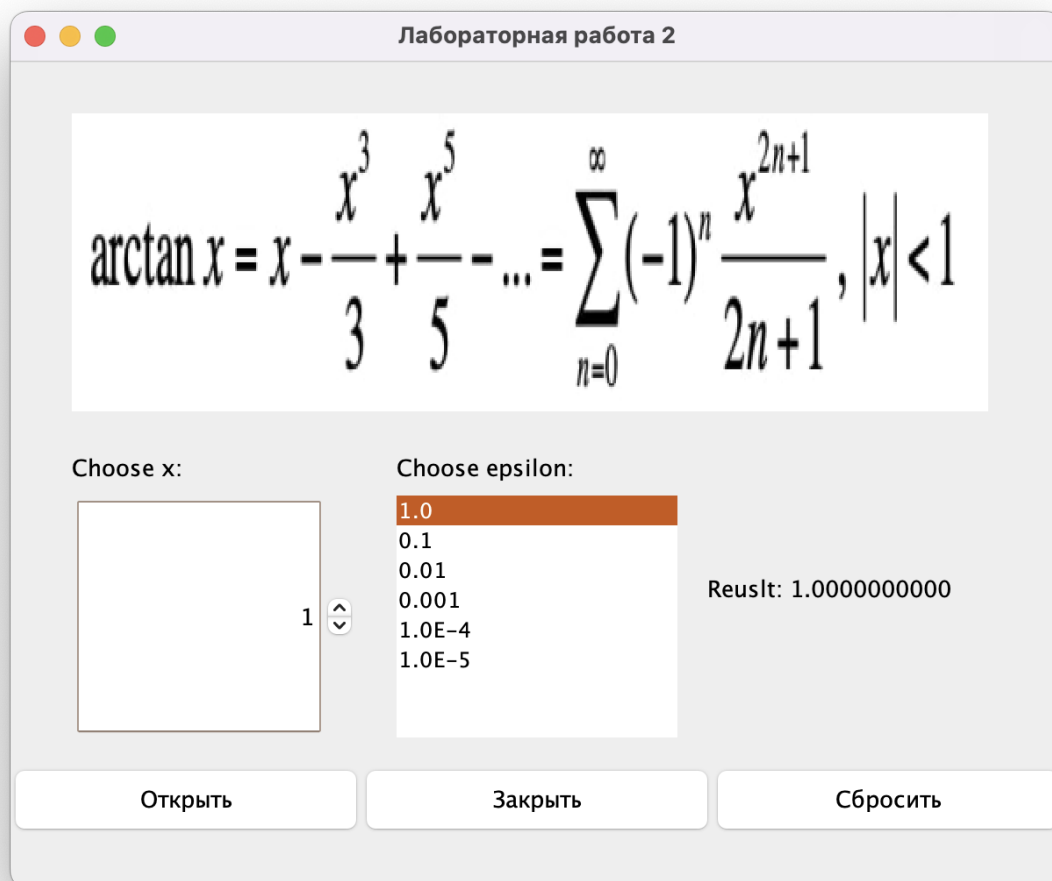 Лабораторная работа 2
arctan x = x − x³/3 + x⁵/5 − ... = ∑_{n=0}^{∞} (−1)ⁿ x^{2n+1}/(2n+1), |x| < 1
Choose x:
Choose epsilon:
1
1.0
0.1
0.01
0.001
1.0E-4
1.0E-5
Reuslt: 1.0000000000
Открыть
Закрыть
Сбросить